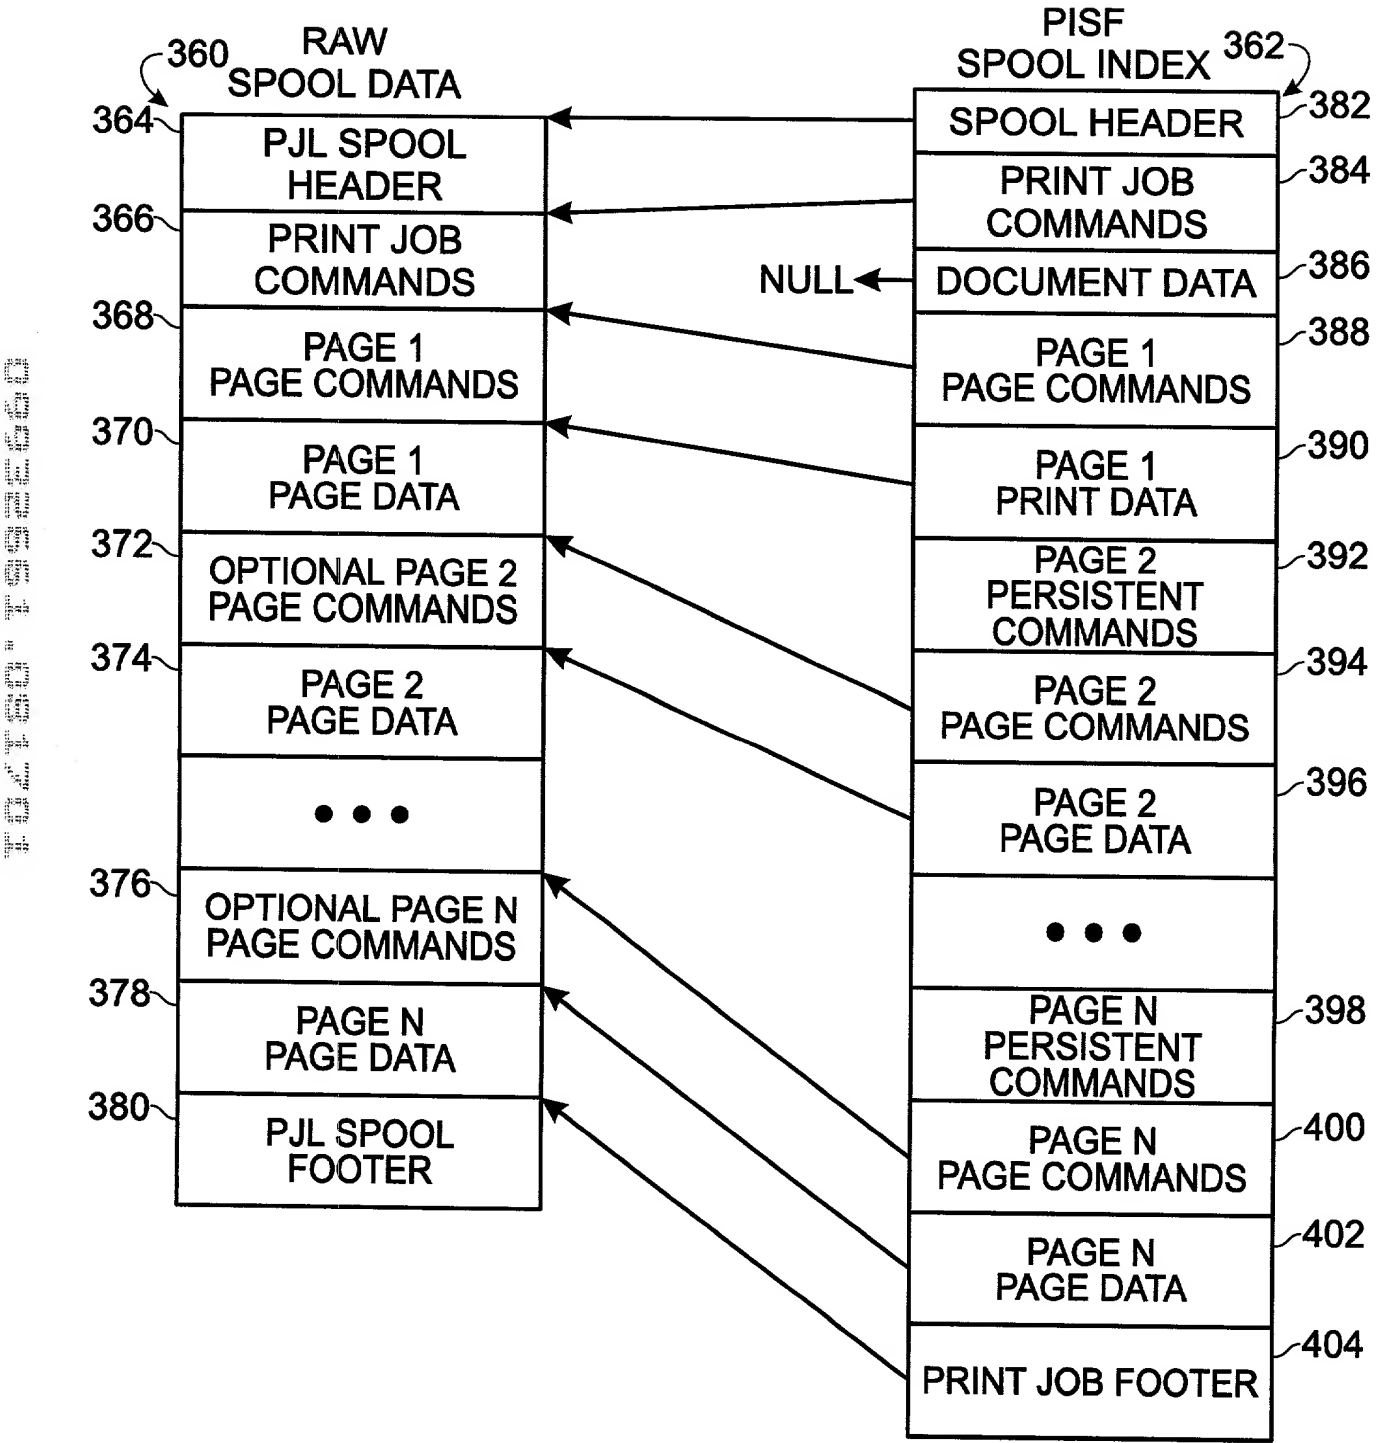 RAW
SPOOL DATA
360
364
PJL SPOOL
HEADER
366
PRINT JOB
COMMANDS
368
PAGE 1
PAGE COMMANDS
370
PAGE 1
PAGE DATA
372
OPTIONAL PAGE 2
PAGE COMMANDS
374
PAGE 2
PAGE DATA
376
OPTIONAL PAGE N
PAGE COMMANDS
378
PAGE N
PAGE DATA
380
PJL SPOOL
FOOTER
PISF
SPOOL INDEX
362
SPOOL HEADER
382
PRINT JOB
COMMANDS
384
NULL
DOCUMENT DATA
386
PAGE 1
PAGE COMMANDS
388
PAGE 1
PRINT DATA
390
PAGE 2
PERSISTENT
COMMANDS
392
PAGE 2
PAGE COMMANDS
394
PAGE 2
PAGE DATA
396
PAGE N
PERSISTENT
COMMANDS
398
PAGE N
PAGE COMMANDS
400
PAGE N
PAGE DATA
402
PRINT JOB FOOTER
404